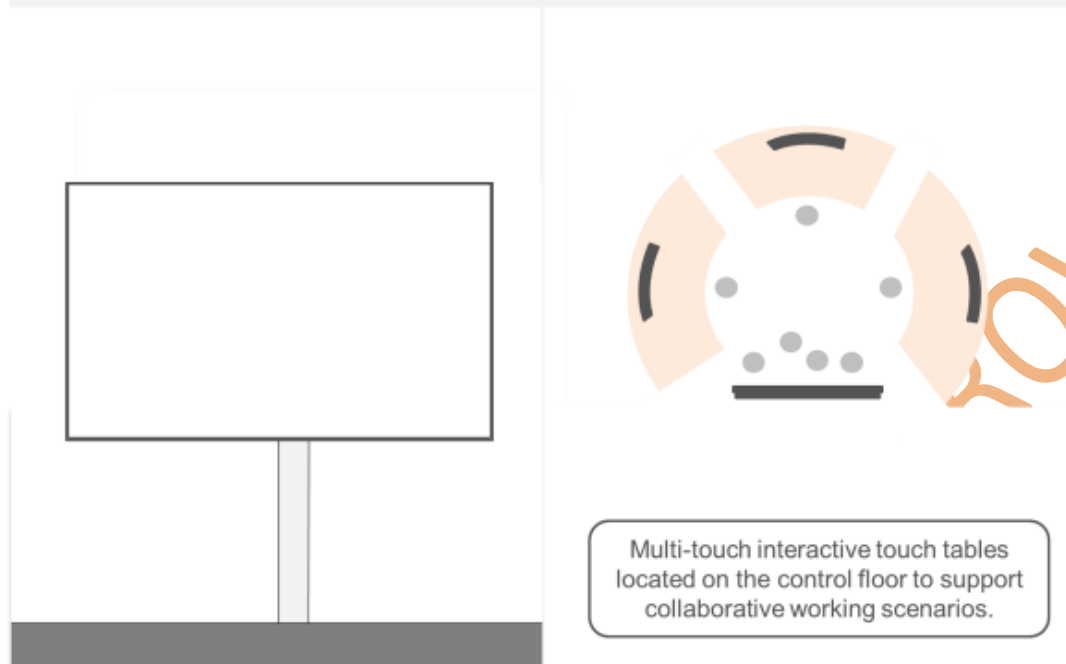 Multi-touch interactive touch tables
located on the control floor to support
collaborative working scenarios.